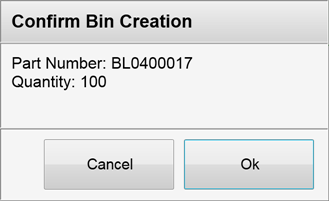 Confirm Bin Creation
Part Number: BL0400017
Quantity: 100
Cancel
Ok